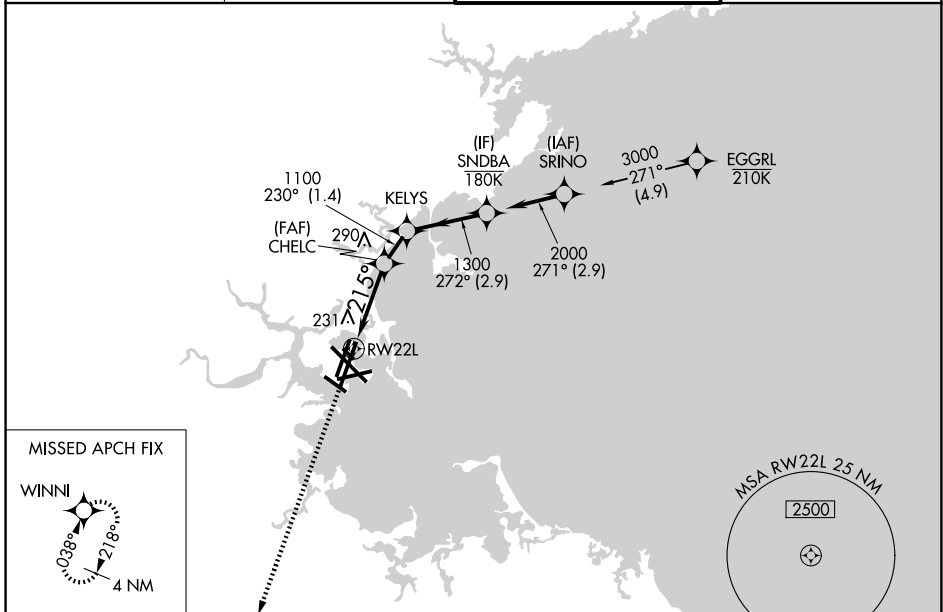 (IF)
SNDBA
180K
(IAF)
SRINO
3000
271°
(4.9)
EGGRL
210K
1100
230° (1.4)
KELYS
(FAF)
CHELC
290
1300
272° (2.9)
2000
271° (2.9)
215°
231
RW22L
MISSED APCH FIX
WINNI
038°
218°
4 NM
MSA RW22L 25 NM
2500